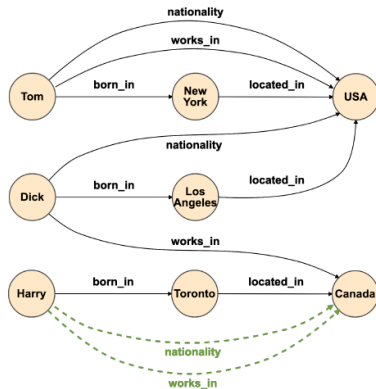 nationality
works_in
born_in
located_in
Tom
New
York
USA
nationality
born_in
located_in
Dick
Los
Angeles
works_in
born_in
located_in
Harry
Toronto
Canada
nationality
works_in